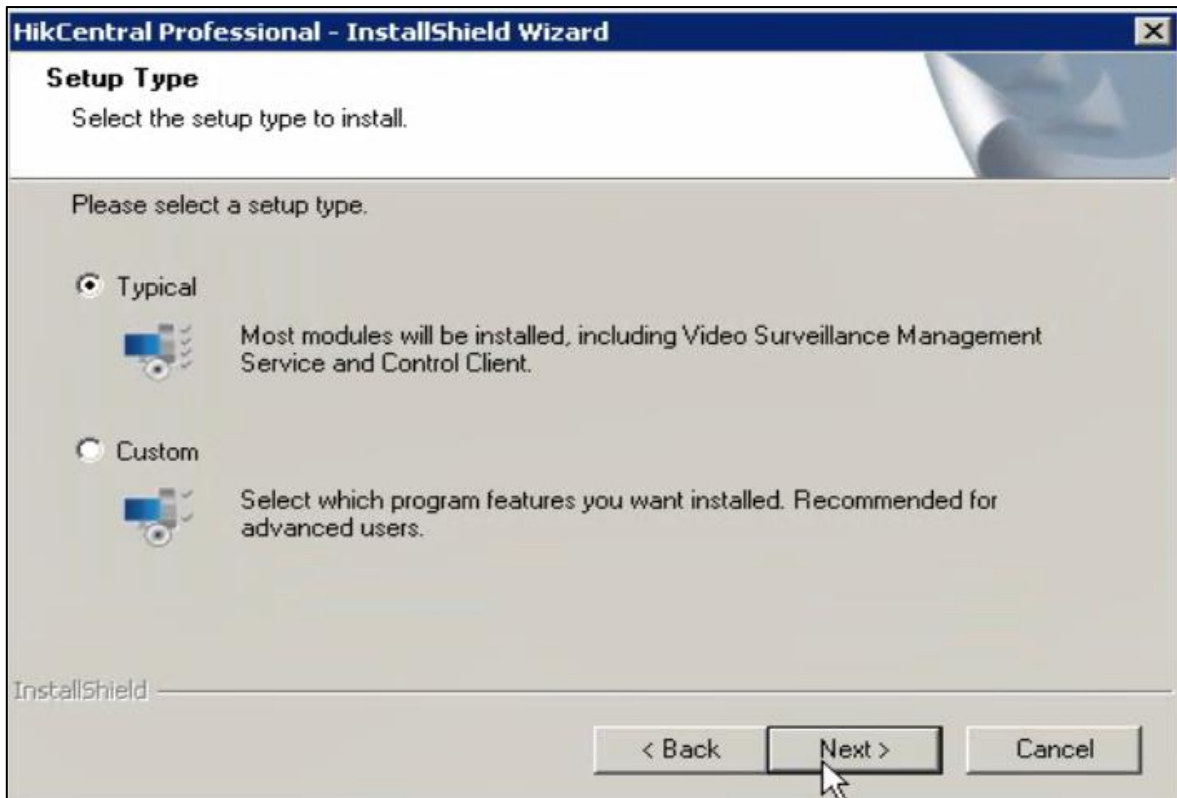 HikCentral Professional - InstallShield Wizard
Setup Type
Select the setup type to install.
Please select a setup type.
Typical
Most modules will be installed, including Video Surveillance Management
Service and Control Client.
Custom
Select which program features you want installed. Recommended for
advanced users.
InstallShield
< Back
Next >
Cancel